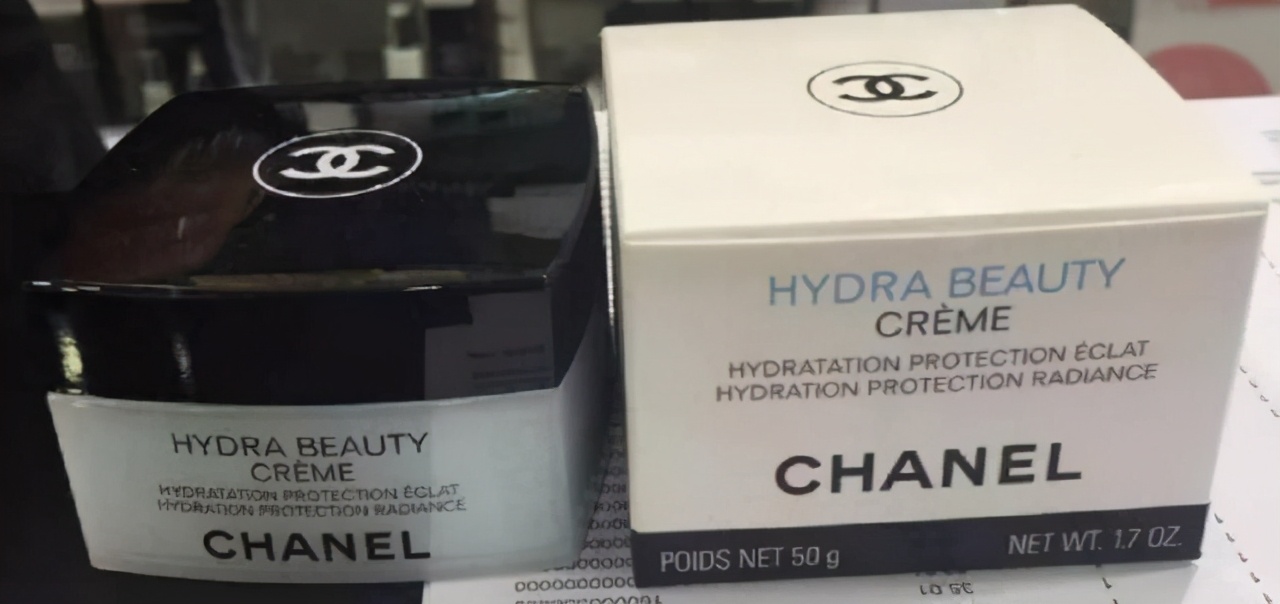 HYDRA BEAUTY
CRÈME
HYDRATATION PROTECTION ÉCLAT
HYDRATION PROTECTION RADIANCE
CHANEL
HYDRA BEAUTY
CRÈME
HYDRATATION PROTECTION ÉCLAT
HYDRATION PROTECTION RADIANCE
CHANEL
POIDS NET 50 g
NET WT. 1.7 OZ.